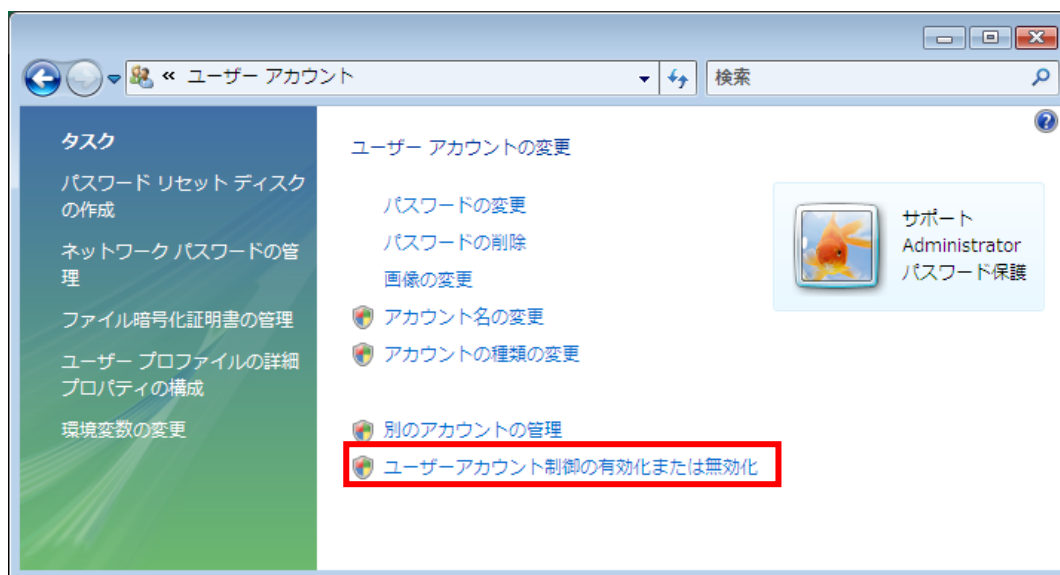 « ユーザー アカウント
検索
タスク
パスワード リセット ディスク
の作成
ネットワーク パスワードの管
理
ファイル暗号化証明書の管理
ユーザー プロファイルの詳細
プロパティの構成
環境変数の変更
ユーザー アカウントの変更
パスワードの変更
パスワードの削除
画像の変更
アカウント名の変更
アカウントの種類の変更
別のアカウントの管理
ユーザーアカウント制御の有効化または無効化
サポート
Administrator
パスワード保護